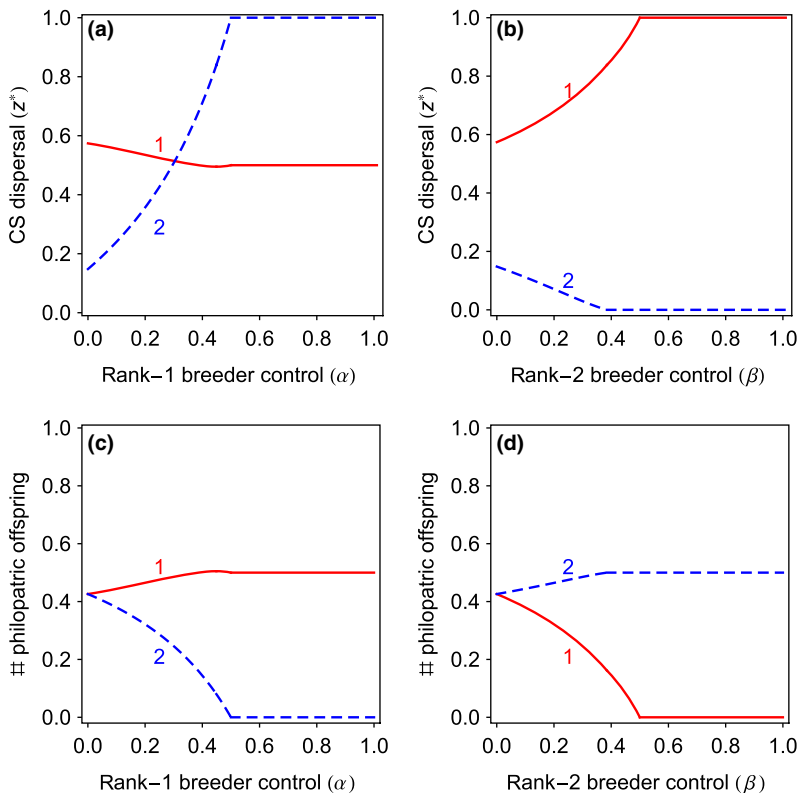 (a)
CS dispersal (z*)
1.0
0.8
0.6
0.4
0.2
0.0
1
2
0.0 0.2 0.4 0.6 0.8 1.0
Rank−1 breeder control (α)
(b)
CS dispersal (z*)
1.0
0.8
0.6
0.4
0.2
0.0
1
2
0.0 0.2 0.4 0.6 0.8 1.0
Rank−2 breeder control (β)
(c)
# philopatric offspring
1.0
0.8
0.6
0.4
0.2
0.0
1
2
0.0 0.2 0.4 0.6 0.8 1.0
Rank−1 breeder control (α)
(d)
# philopatric offspring
1.0
0.8
0.6
0.4
0.2
0.0
2
1
0.0 0.2 0.4 0.6 0.8 1.0
Rank−2 breeder control (β)